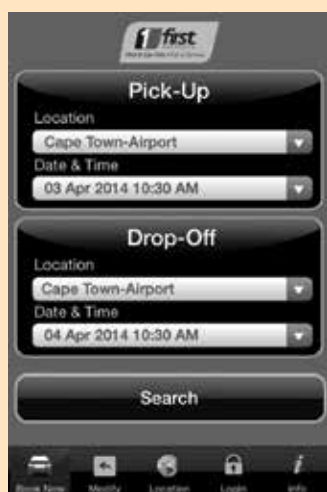 first
Pick-Up
Location
Cape Town-Airport
Date & Time
03 Apr 2014 10:30 AM
Drop-Off
Location
Cape Town-Airport
Date & Time
04 Apr 2014 10:30 AM
Search
Book Now Modify Location Login Info